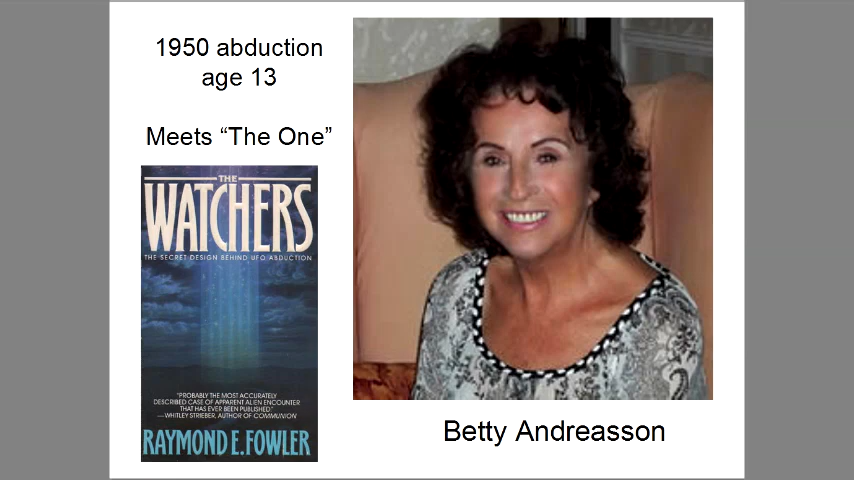 1950 abduction
age 13
Meets “The One”
THE
WATCHERS
THE SECRET DESIGN BEHIND UFO ABDUCTION
"PROBABLY THE MOST ACCURATELY
DESCRIBED CASE OF APPARENT ALIEN ENCOUNTER
THAT HAS EVER BEEN PUBLISHED."
—WHITLEY STRIEBER, AUTHOR OF COMMUNION
RAYMOND E. FOWLER
Betty Andreasson